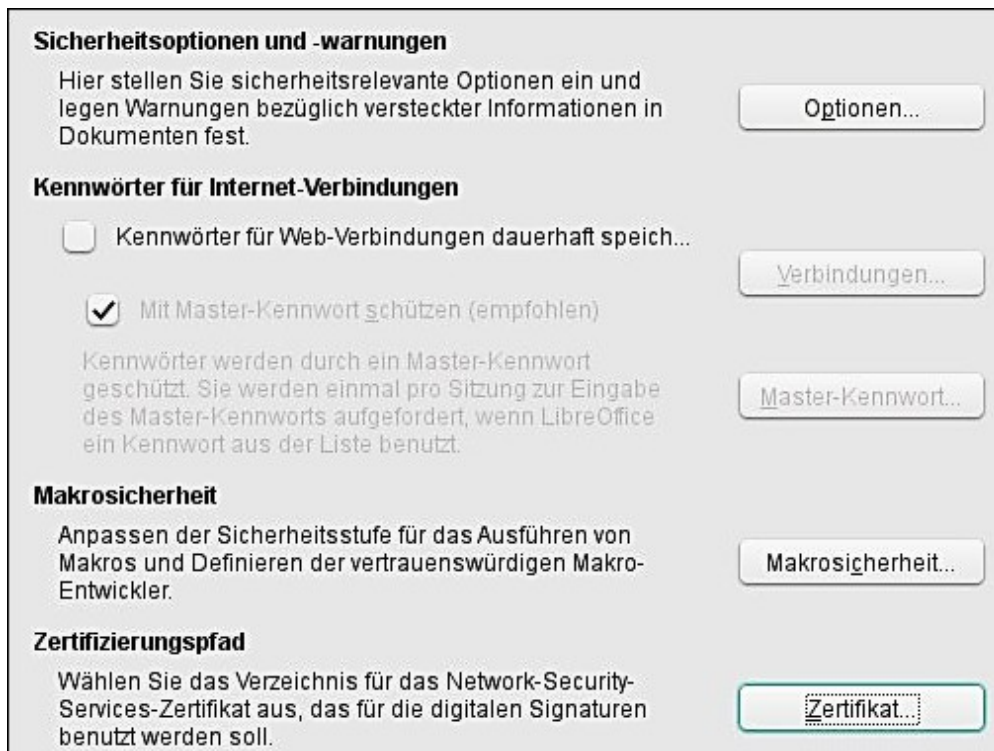 Sicherheitsoptionen und -warnungen
Hier stellen Sie sicherheitsrelevante Optionen ein und
legen Warnungen bezüglich versteckter Informationen in
Dokumenten fest.
Optionen...
Kennwörter für Internet-Verbindungen
Kennwörter für Web-Verbindungen dauerhaft speich...
Verbindungen...
Mit Master-Kennwort schützen (empfohlen)
Kennwörter werden durch ein Master-Kennwort
geschützt. Sie werden einmal pro Sitzung zur Eingabe
des Master-Kennworts aufgefordert, wenn LibreOffice
ein Kennwort aus der Liste benutzt.
Master-Kennwort...
Makrosicherheit
Anpassen der Sicherheitsstufe für das Ausführen von
Makros und Definieren der vertrauenswürdigen Makro-
Entwickler.
Makrosicherheit...
Zertifizierungspfad
Wählen Sie das Verzeichnis für das Network-Security-
Services-Zertifikat aus, das für die digitalen Signaturen
benutzt werden soll.
Zertifikat...